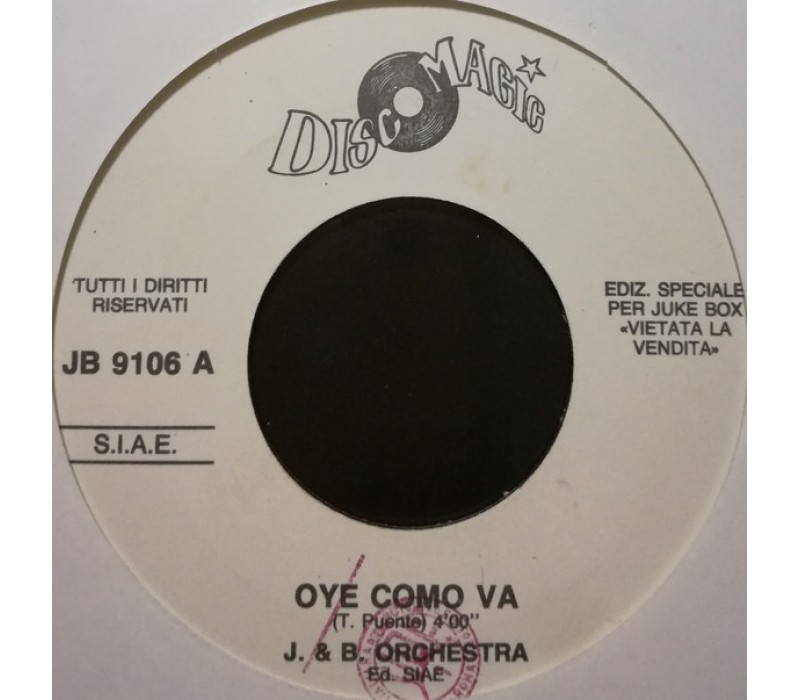 DISCOMAGIC
TUTTI I DIRITTI
RISERVATI
JB 9106 A
S.I.A.E.
EDIZ. SPECIALE
PER JUKE BOX
«VIETATA LA
VENDITA»
OYE COMO VA
(T. Puente) 4'00"
J. & B. ORCHESTRA
Ed. SIAE